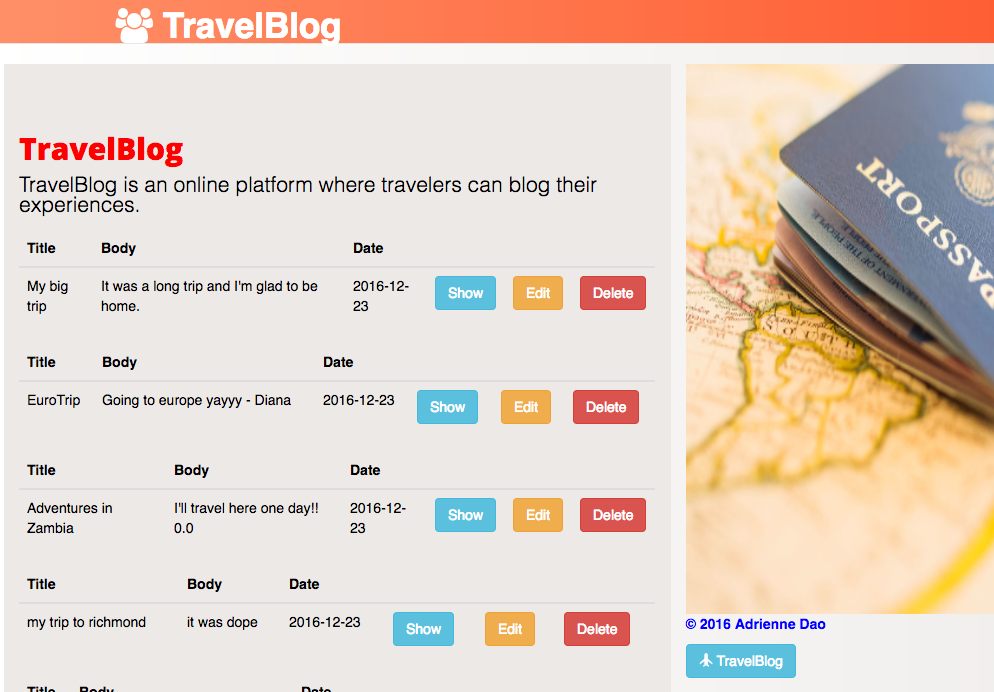 TravelBlog
TravelBlog
TravelBlog is an online platform where travelers can blog their
experiences.
Title Body Date
My big It was a long trip and I'm glad to be 2016-12- Show Edit Delete
trip home. 23
Title Body Date
EuroTrip Going to europe yayyy - Diana 2016-12-23 Show Edit Delete
Title Body Date
Adventures in I'll travel here one day!! 2016-12- Show Edit Delete
Zambia 0.0 23
Title Body Date
my trip to richmond it was dope 2016-12-23 Show Edit Delete
Title Body Date
PASSPORT
OF THE PEOPLE
SOUTH
© 2016 Adrienne Dao
TravelBlog